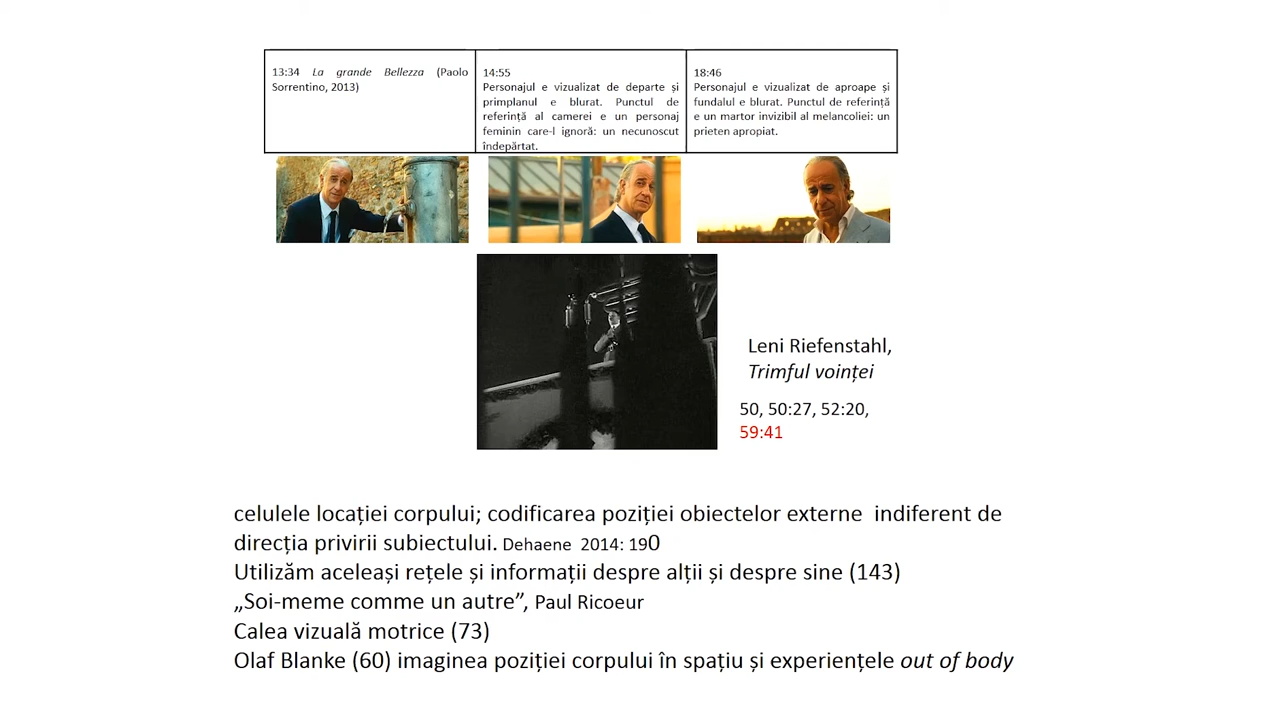 13:34 La grande Bellezza (Paolo
Sorrentino, 2013)
14:55
Personajul e vizualizat de departe și
primplanul e blurat. Punctul de
referință al camerei e un personaj
feminin care-l ignoră: un necunoscut
îndepărtat.
18:46
Personajul e vizualizat de aproape și
fundalul e blurat. Punctul de referință
e un martor invizibil al melancoliei: un
prieten apropiat.
Leni Riefenstahl,
Trimful voinței
50, 50:27, 52:20,
59:41
celulele locației corpului; codificarea poziției obiectelor externe indiferent de
direcția privirii subiectului. Dehaene 2014: 190
Utilizăm aceleași rețele și informații despre alții și despre sine (143)
„Soi-meme comme un autre”, Paul Ricoeur
Calea vizuală motrice (73)
Olaf Blanke (60) imaginea poziției corpului în spațiu și experiențele out of body